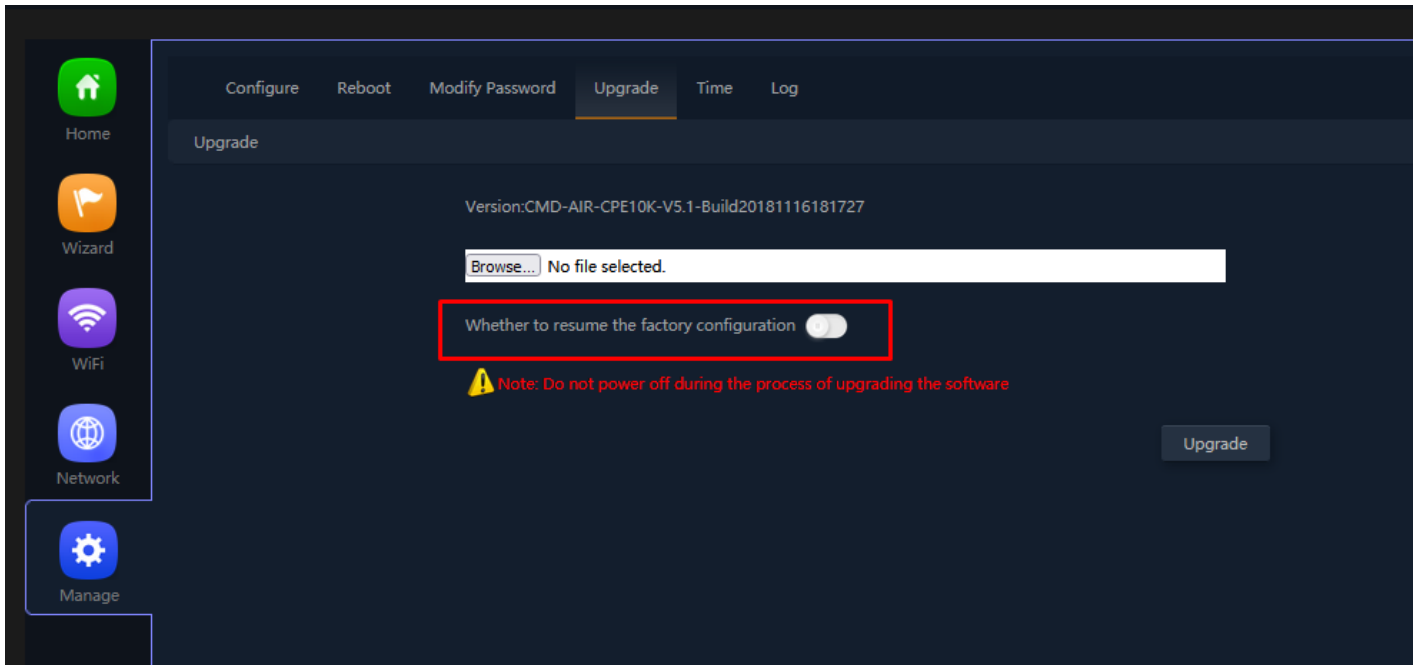 Home
Wizard
WiFi
Network
Manage
Configure Reboot Modify Password Upgrade Time Log
Upgrade
Version:CMD-AIR-CPE10K-V5.1-Build20181116181727
Browse... No file selected.
Whether to resume the factory configuration
Note: Do not power off during the process of upgrading the software
Upgrade